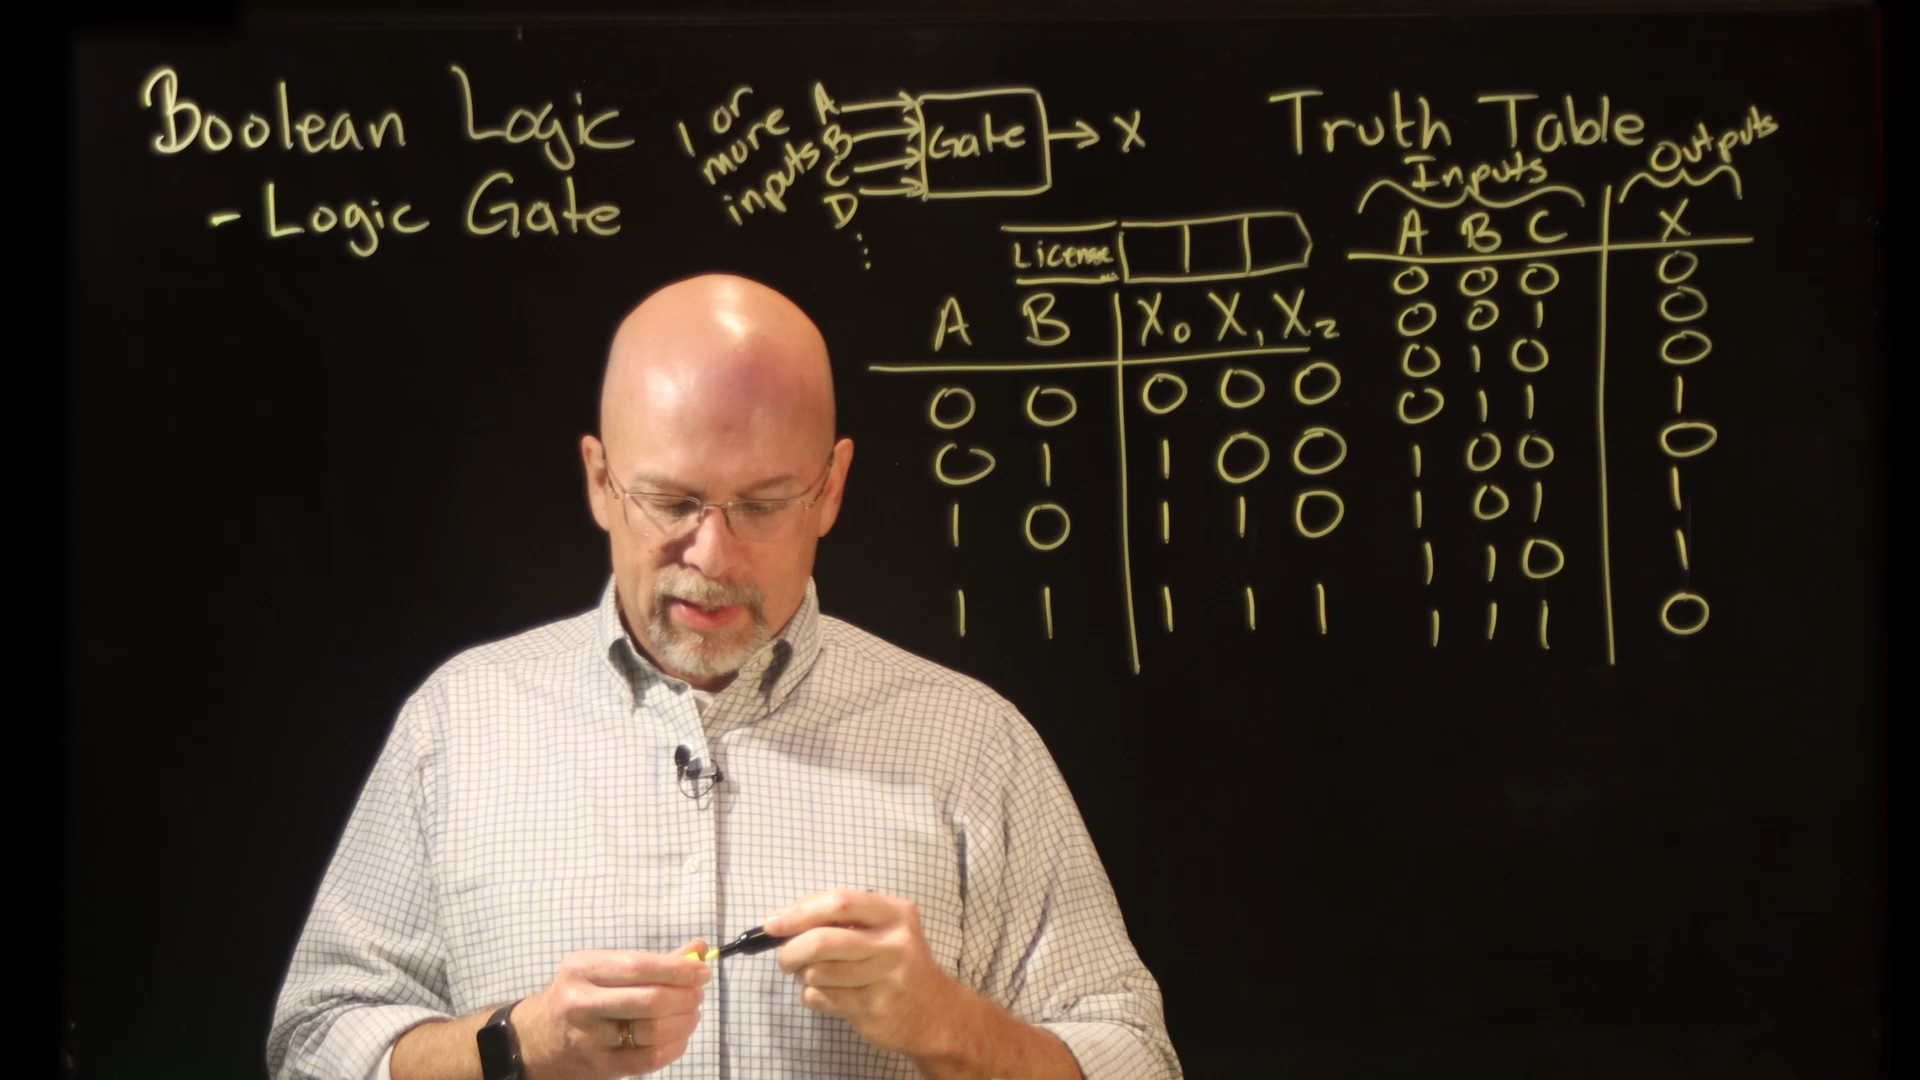 Boolean Logic
- Logic Gate
1 or
more
inputs
A
B
C
D
⋮
Gate
X
License
A B X₀ X₁ X₂
0 0 0 0 0
0 1 1 0 0
1 0 1 1 0
1 1 1 1 1
Truth Table
Inputs Outputs
A B C X
0 0 0 0
0 0 1 0
0 1 0 0
0 1 1 1
1 0 0 0
1 0 1 1
1 1 0 1
1 1 1 0